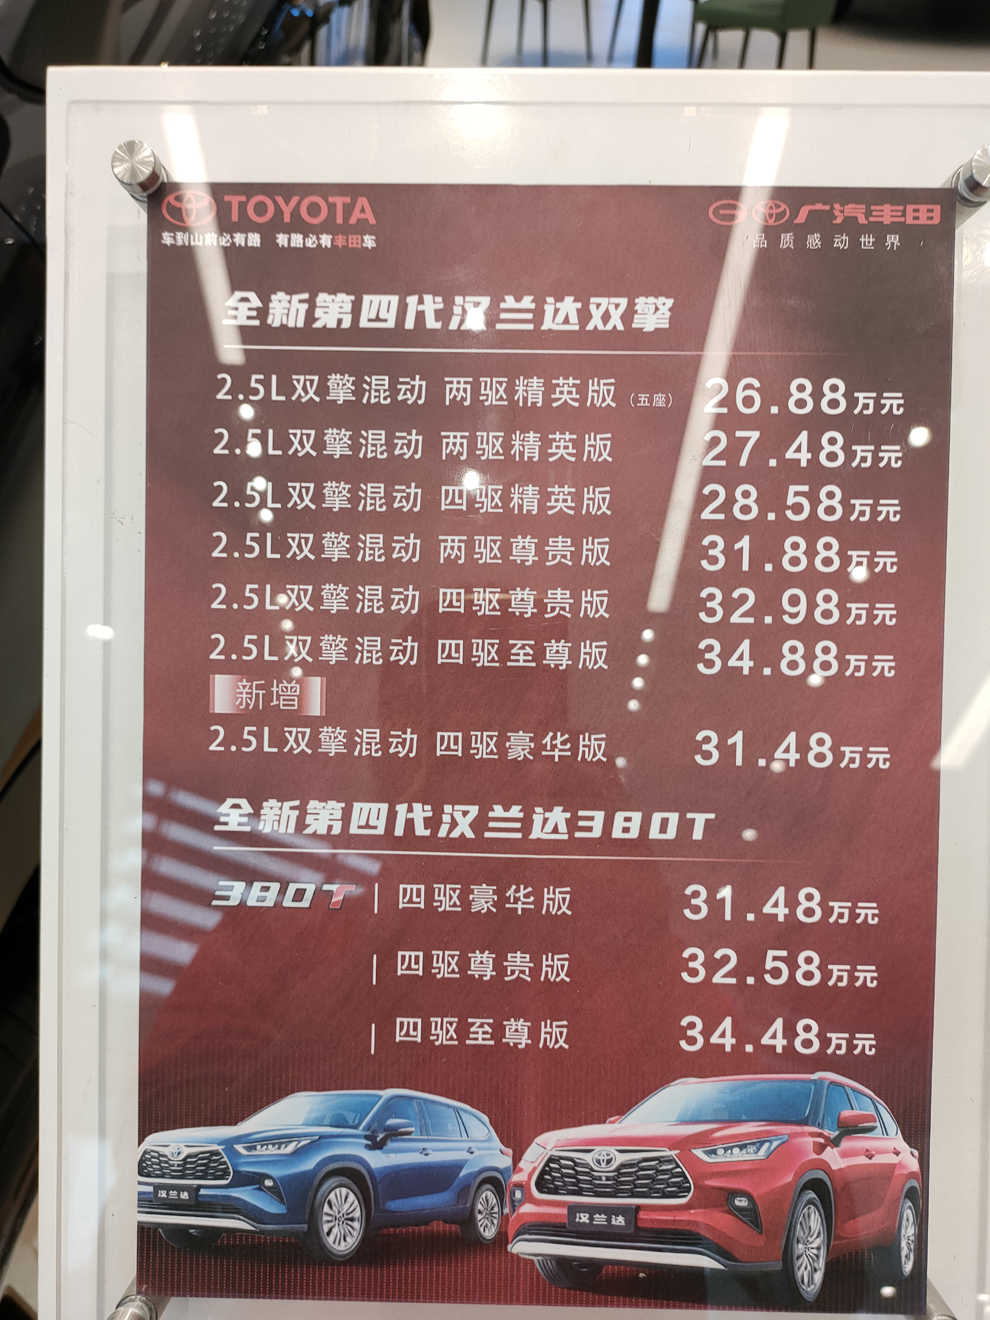 TOYOTA
车到山前必有路 有路必有丰田车
广汽丰田
品质感动世界
全新第四代汉兰达双擎
2.5L双擎混动 两驱精英版 (五座) 26.88万元
2.5L双擎混动 两驱精英版 27.48万元
2.5L双擎混动 四驱精英版 28.58万元
2.5L双擎混动 两驱尊贵版 31.88万元
2.5L双擎混动 四驱尊贵版 32.98万元
2.5L双擎混动 四驱至尊版 34.88万元
新增
2.5L双擎混动 四驱豪华版 31.48万元
全新第四代汉兰达380T
380T | 四驱豪华版 31.48万元
| 四驱尊贵版 32.58万元
| 四驱至尊版 34.48万元
汉兰达
汉兰达